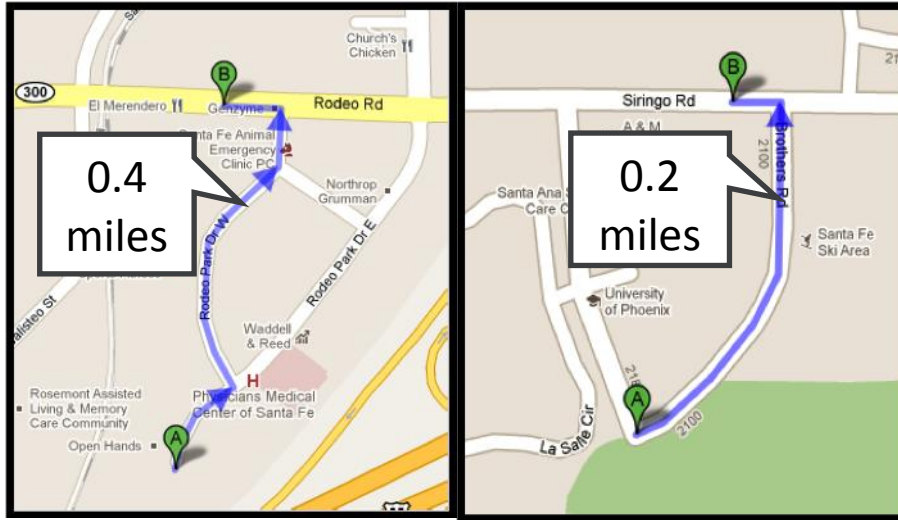 Church's
Chicken
300
B
El Merendero
Genzyme
Rodeo Rd
Santa Fe Animal
Emergency
Clinic PC
0.4
miles
Northrop
Grumman
Rodeo Park Dr W
Rodeo Park Dr E
Waddell
& Reed
H
Physicians Medical
Center of Santa Fe
Rosemont Assisted
Living & Memory
Care Community
Open Hands
A
B
Siringo Rd
A & M
Brothers Rd
2100
0.2
miles
Santa Ana
Care
Santa Fe
Ski Area
University
of Phoenix
A
2100
La Salle Cir